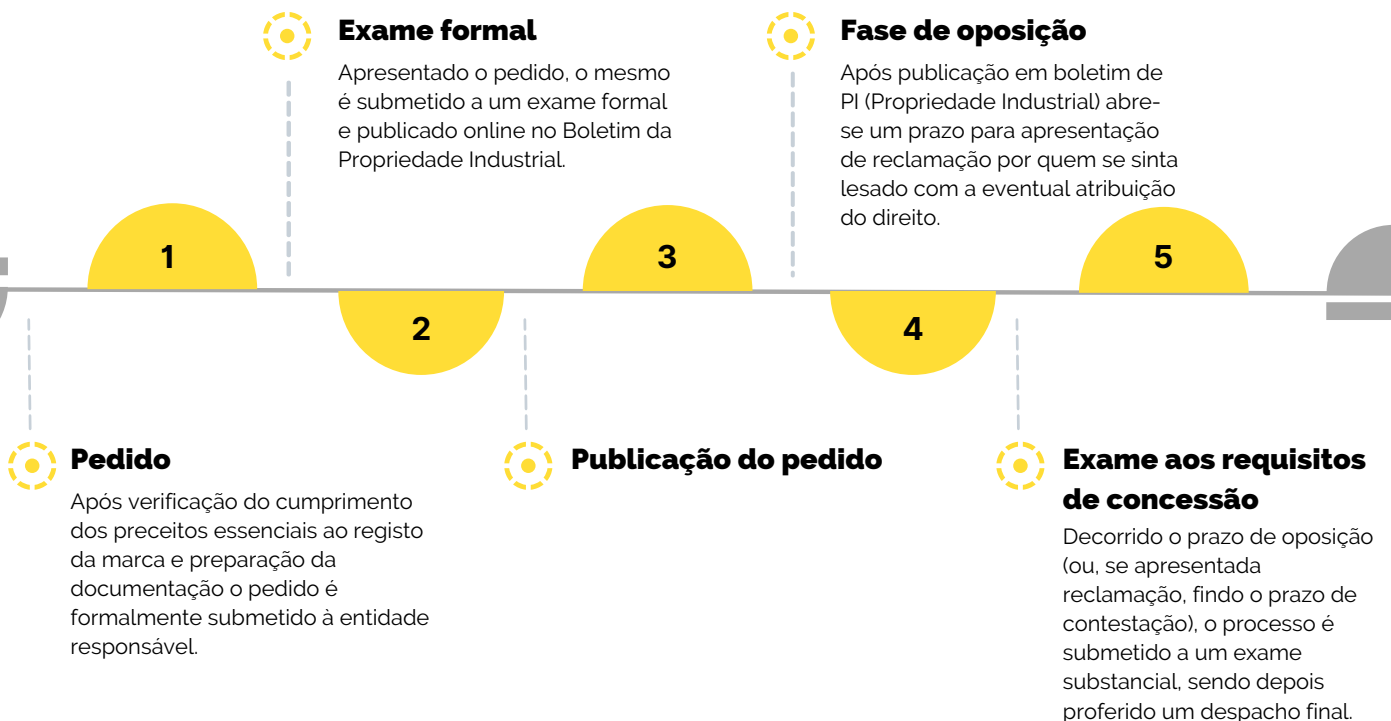 Exame formal
Apresentado o pedido, o mesmo
é submetido a um exame formal
e publicado online no Boletim da
Propriedade Industrial.
Fase de oposição
Após publicação em boletim de
PI (Propriedade Industrial) abre-
se um prazo para apresentação
de reclamação por quem se sinta
lesado com a eventual atribuição
do direito.
1
2
3
4
5
Pedido
Após verificação do cumprimento
dos preceitos essenciais ao registo
da marca e preparação da
documentação o pedido é
formalmente submetido à entidade
responsável.
Publicação do pedido
Exame aos requisitos
de concessão
Decorrido o prazo de oposição
(ou, se apresentada
reclamação, findo o prazo de
contestação), o processo é
submetido a um exame
substancial, sendo depois
proferido um despacho final.